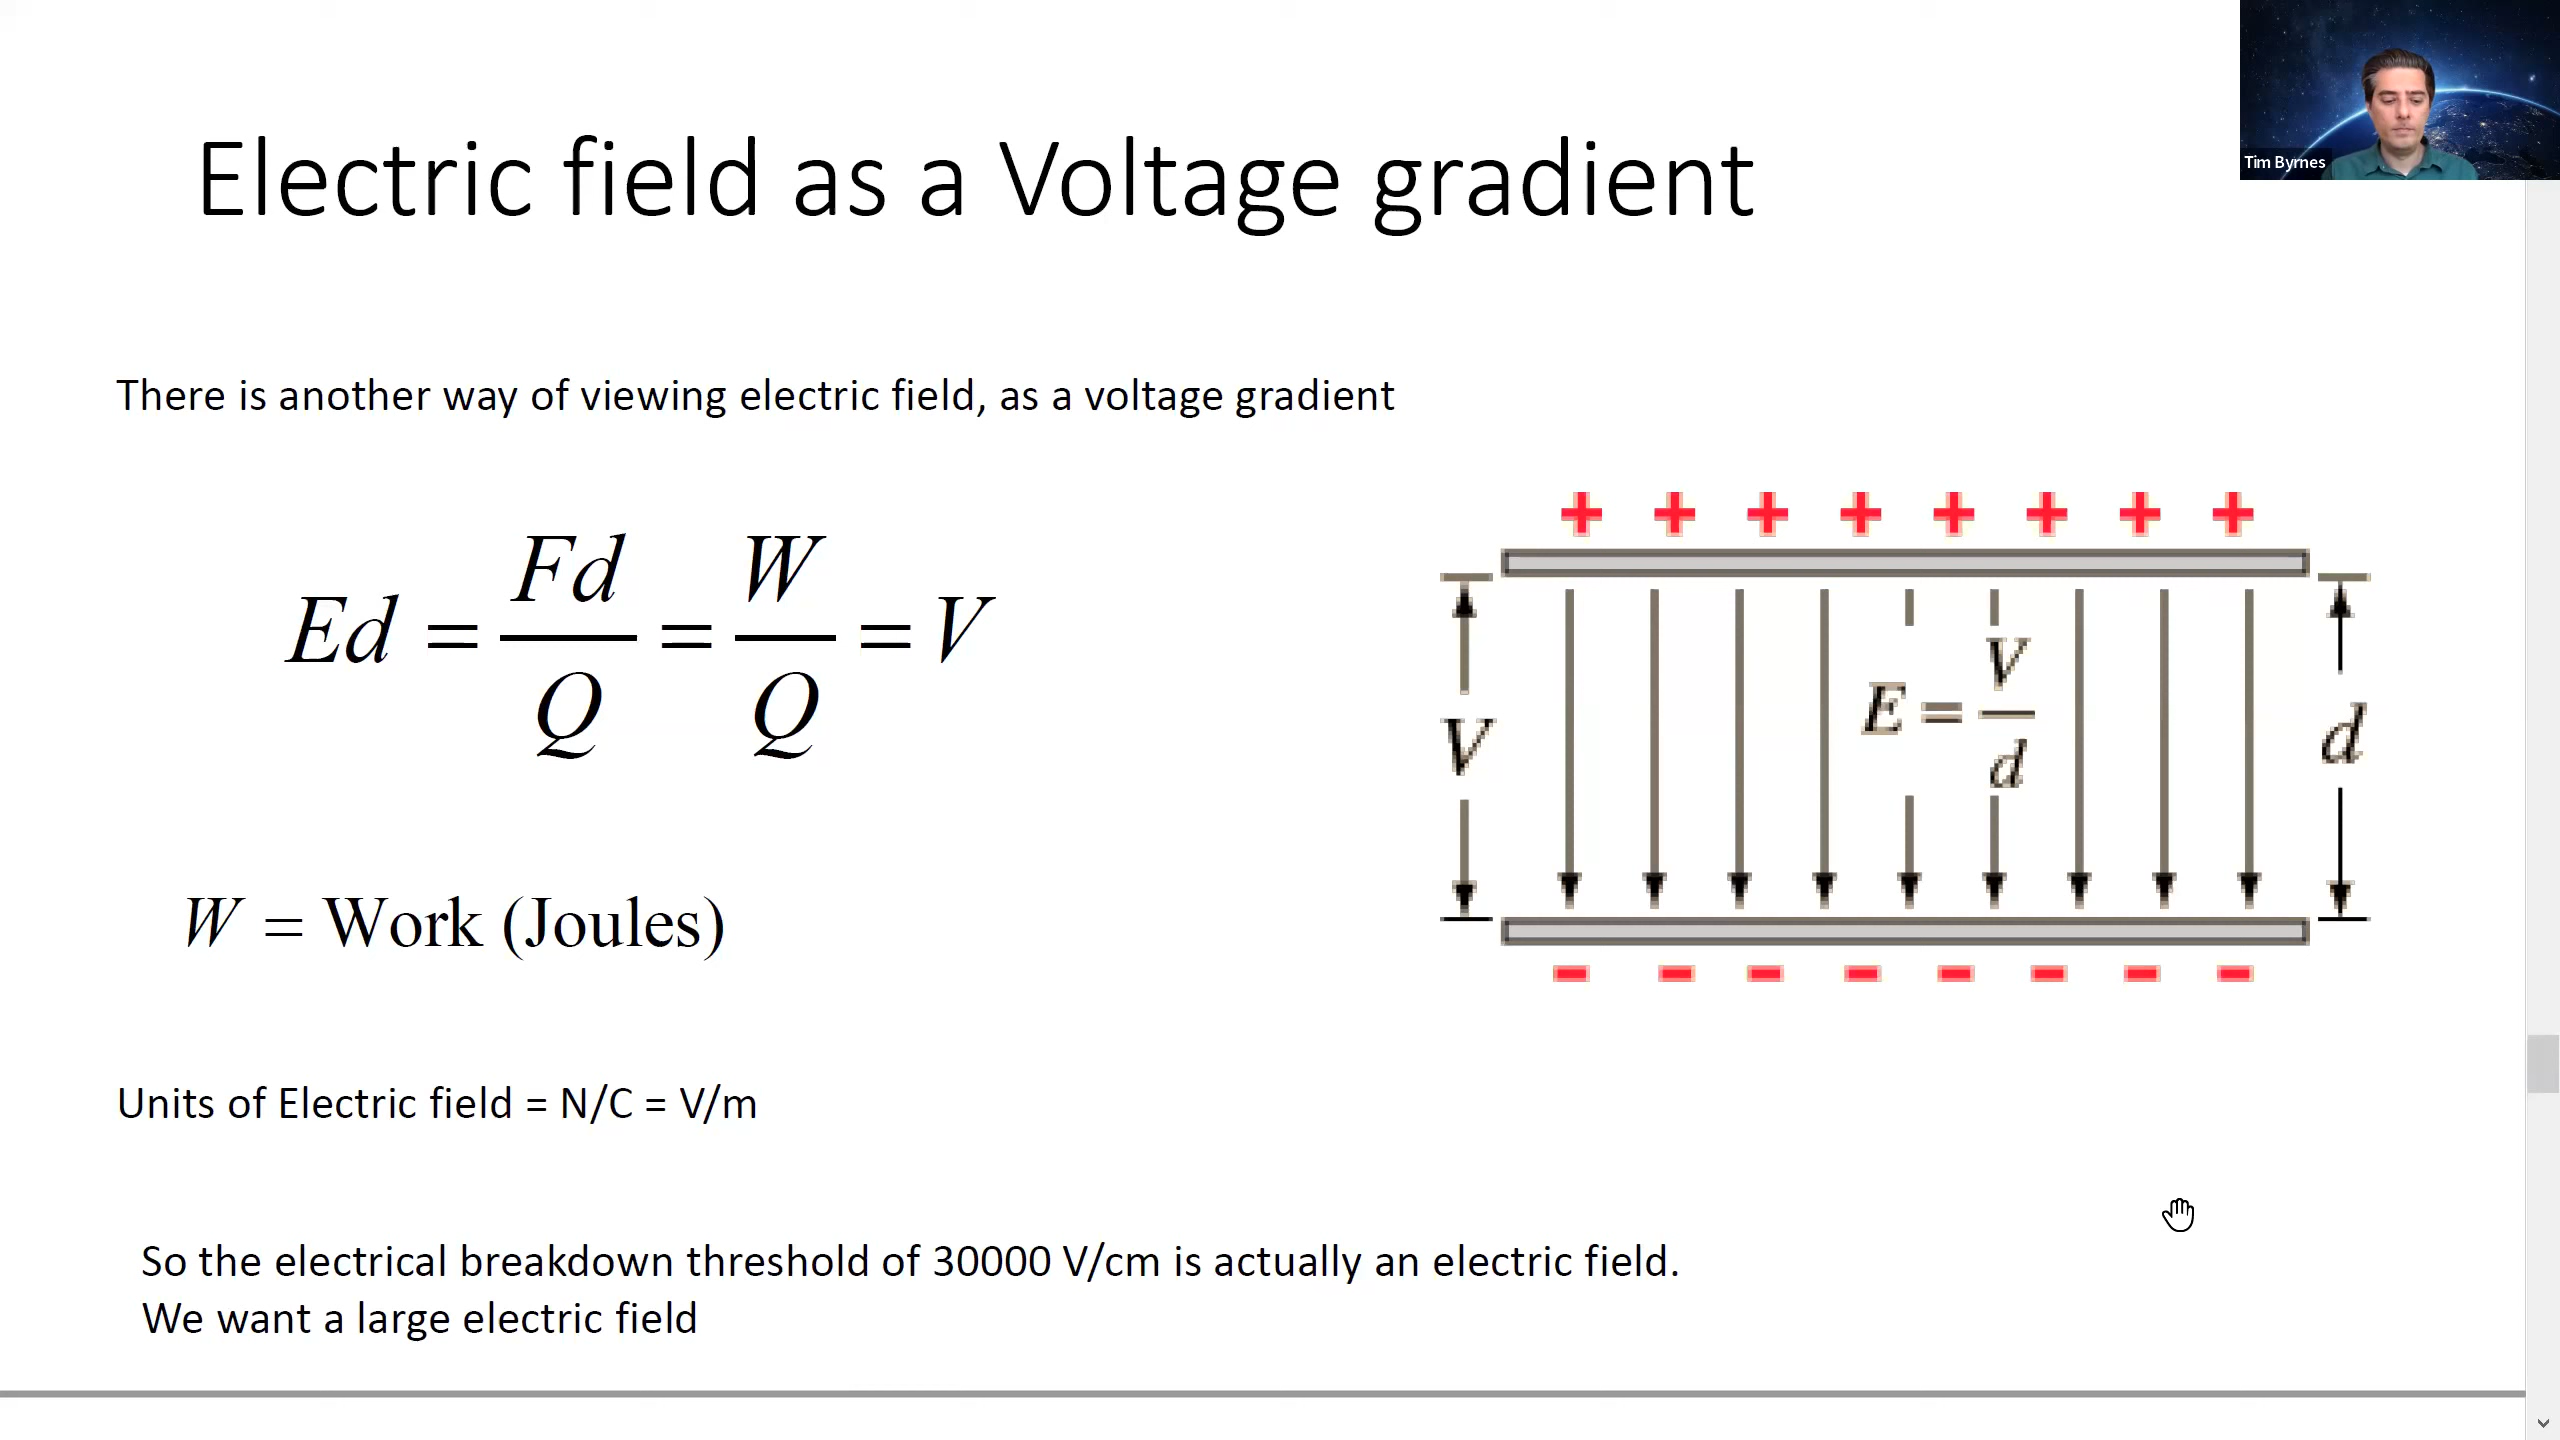 Tim Byrnes
Electric field as a Voltage gradient
There is another way of viewing electric field, as a voltage gradient
Ed = Fd/Q = W/Q = V
V
E = V/d
d
W = Work (Joules)
Units of Electric field = N/C = V/m
So the electrical breakdown threshold of 30000 V/cm is actually an electric field.
We want a large electric field